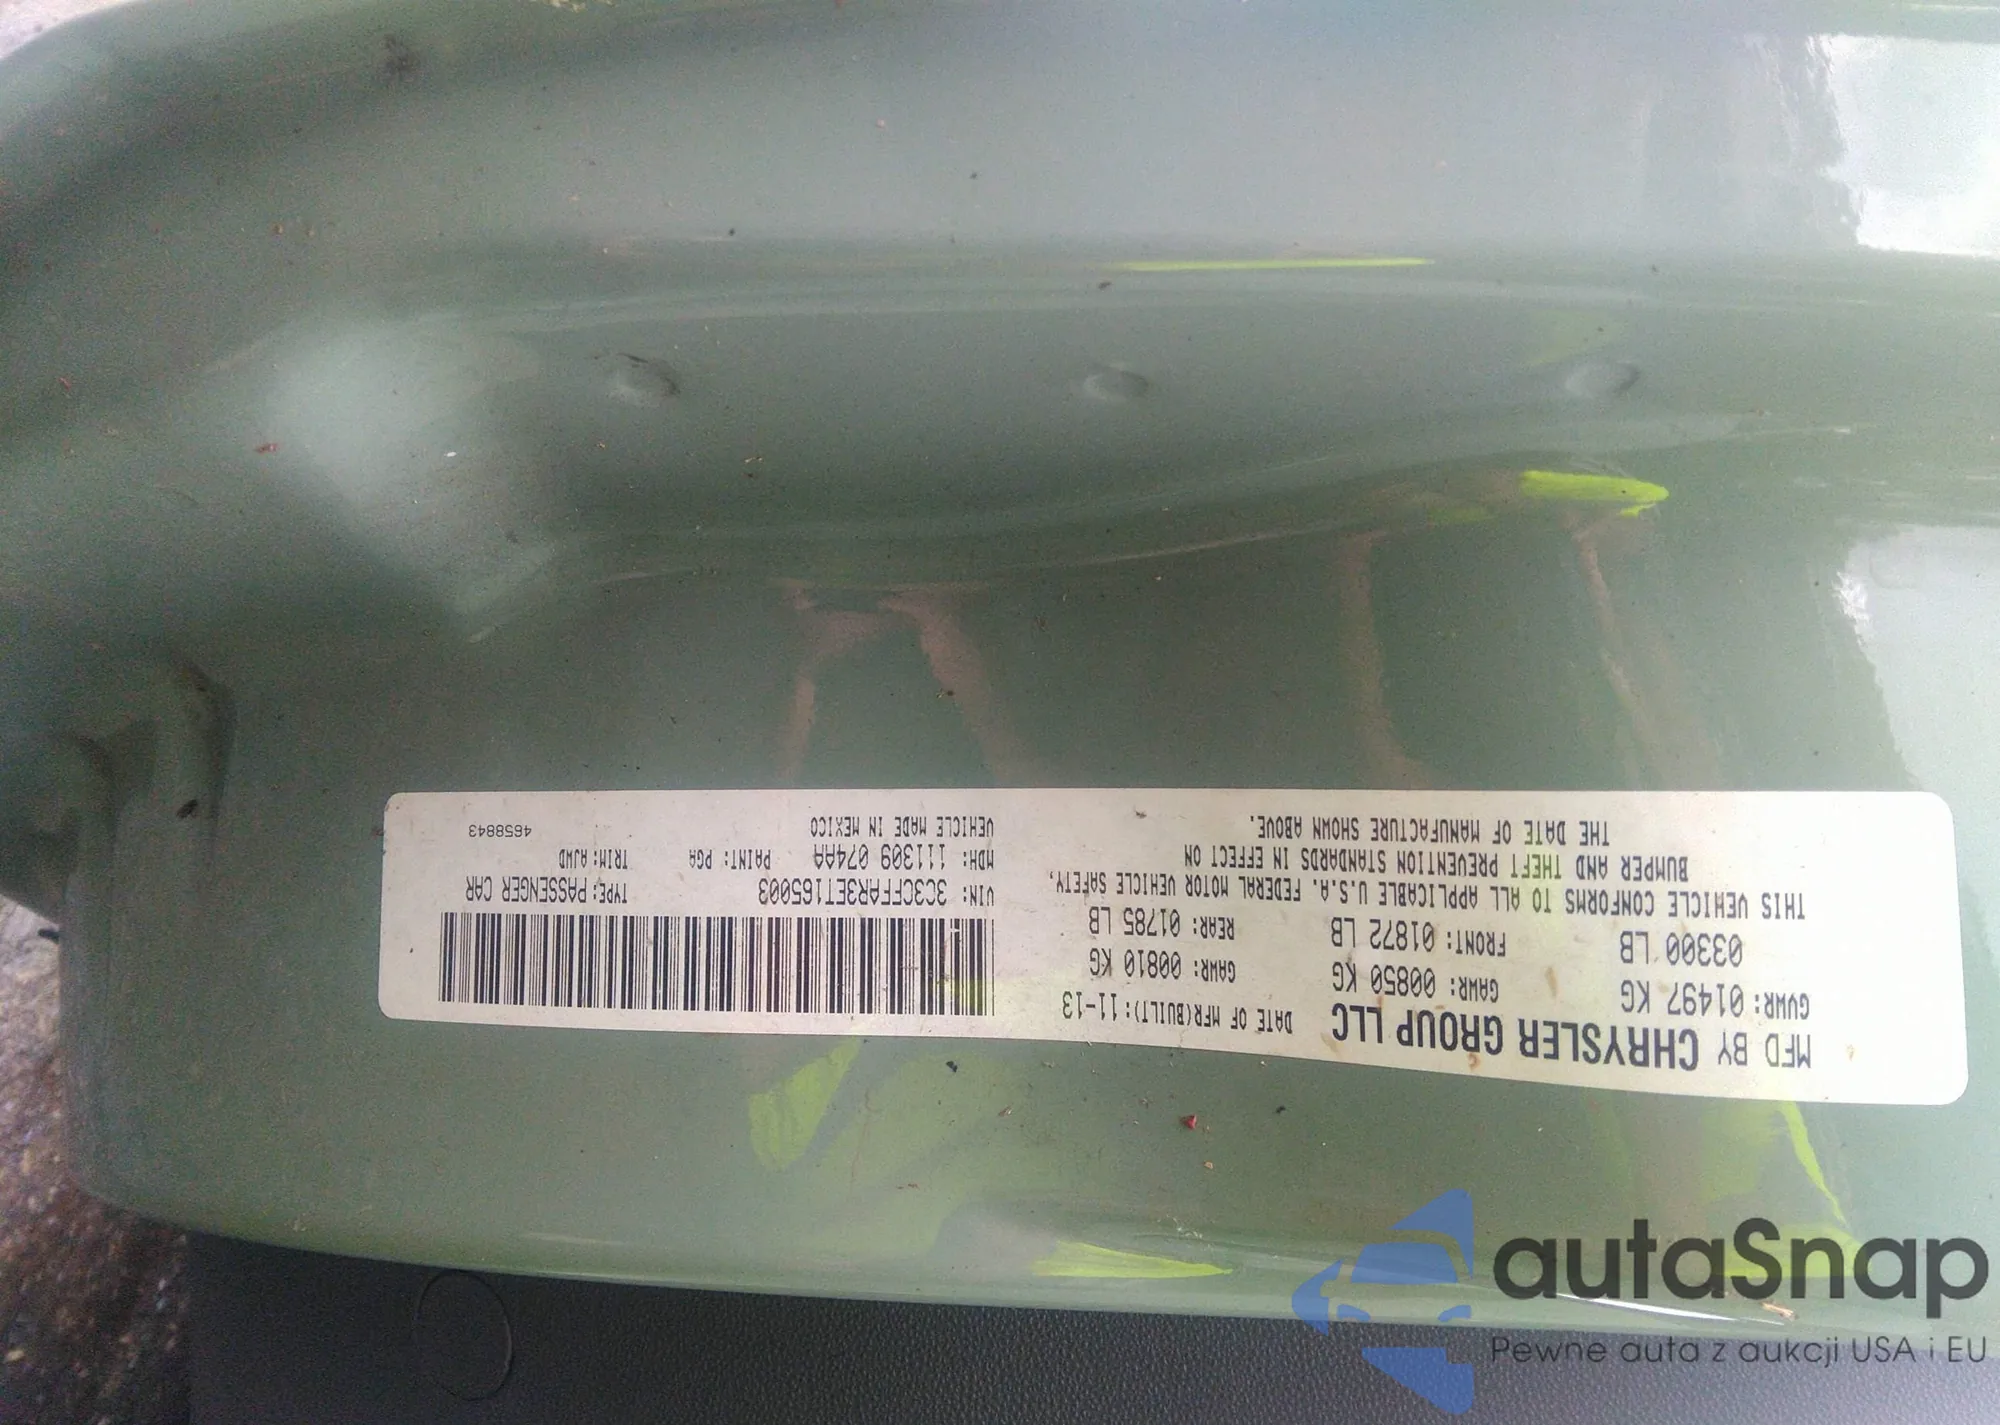 MFD BY CHRYSLER GROUP LLC
DATE OF MFR(BUILT):11-13
GVWR: 01497 KG
GAWR: 00850 KG
GAWR: 00810 KG
03300 LB
FRONT: 01872 LB
REAR: 01785 LB
THIS VEHICLE CONFORMS TO ALL APPLICABLE U.S.A. FEDERAL MOTOR VEHICLE SAFETY,
BUMPER AND THEFT PREVENTION STANDARDS IN EFFECT ON
THE DATE OF MANUFACTURE SHOWN ABOVE.
VIN: 3C3CFFAR3ET165003
TYPE: PASSENGER CAR
MDH: 111309 074AA
PAINT: PGA
TRIM: AJWD
VEHICLE MADE IN MEXICO
4658843
autaSnap
Pewne auta z aukcji USA i EU